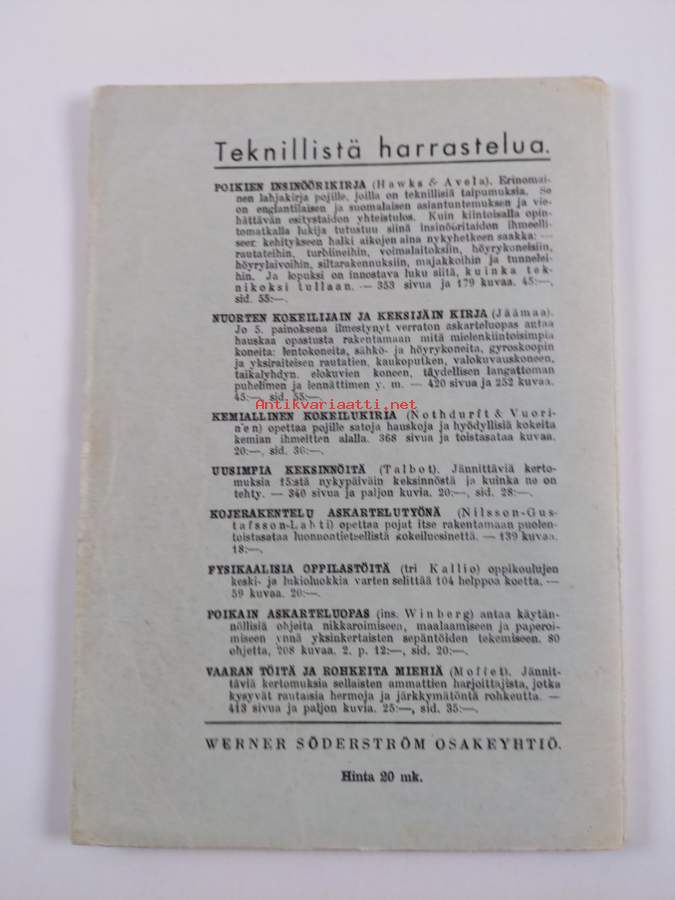 Teknillistä harrastelua.
POIKIEN INSINÖÖRIKIRJA (Hawks & Avela). Erinomai-
nen lahjakirja pojille, joilla on teknillisiä taipumuksia. Se
on englantilaisen ja suomalaisen asiantuntemuksen ja vie-
hättävän esitystaidon yhteistulos. Kuin kiintoisalla opin-
tomatkalla lukija tutustuu siinä insinööritaidon ihmeelli-
seen kehitykseen halki aikojen aina nykyhetkeen saakka: —
rautateihin, turbiineihin, voimalaitoksiin, höyrykoneisiin,
höyrylaivoihin, siltarakennuksiin, majakkoihin ja tunnelei-
hin. Ja lopuksi on innostava luku siitä, kuinka tek-
nikoksi tullaan. — 353 sivua ja 179 kuvaa. 45:—,
sid. 55:—.
NUORTEN KOKEILIJAIN JA KEKSIJÄIN KIRJA (Jäämaa).
Jo 5. painoksena ilmestynyt verraton askarteluopas antaa
hauskaa opastusta rakentamaan mitä mielenkiintoisimpia
koneita: lentokoneita, sähkö- ja höyrykoneita, gyroskoopin
ja yksiraiteisen rautatien, kaukoputken, valokuvauskoneen,
taikalyhdyn, elokuvien koneen, täydellisen langattoman
puhelimen ja lennättimen y. m. — 420 sivua ja 252 kuvaa.
45:—, sid. 55:—.
Antikvariaatti.net
KEMIALLINEN KOKEILUKIRJA (Nothdurft & Vuori-
nen) opettaa pojille satoja hauskoja ja hyödyllisiä kokeita
kemian ihmeitten alalla. 368 sivua ja toistasataa kuvaa.
20:—, sid. 36:—.
UUSIMPIA KEKSINNÖITÄ (Talbot). Jännittäviä kerto-
muksia 15:stä nykypäiväin keksinnöstä ja kuinka ne on
tehty. — 340 sivua ja paljon kuvia. 20:—, sid. 28:—.
KOJERAKENTELU ASKARTELUTYÖNÄ (Nilsson-Gus-
tafsson-Lahti) opettaa pojat itse rakentamaan puolen-
toistasataa luonnontieteellistä kokeiluosinettä. — 139 kuvaa.
18:—.
FYSIKAALISIA OPPILASTÖITÄ (tri Kallio) oppikoulujen
keski- ja lukioluokkia varten selittää 104 helppoa koetta. —
59 kuvaa. 20:—.
POIKAIN ASKARTELUOPAS (ins. Winberg) antaa käytän-
nöllisiä ohjeita nikkaroimiseen, maalaamiseen ja paperoi-
miseen ynnä yksinkertaisten sepäntöiden tekemiseen. 80
ohjetta, 208 kuvaa. 2. p. 12:—, sid. 20:—.
VAARAN TÖITÄ JA ROHKEITA MIEHIÄ (Moffet). Jännit-
täviä kertomuksia sellaisten ammattien harjoittajista, jotka
kysyvät rautaisia hermoja ja järkkymätöntä rohkeutta. —
413 sivua ja paljon kuvia. 25:—, sid. 35:—.
WERNER SÖDERSTRÖM OSAKEYHTIÖ.
Hinta 20 mk.